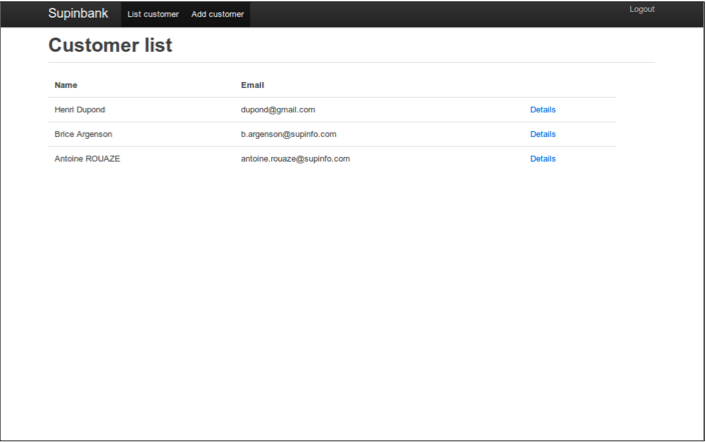 Supinbank List customer Add customer Logout
Customer list
Name Email
Henri Dupond dupond@gmail.com Details
Brice Argenson b.argenson@supinfo.com Details
Antoine ROUAZE antoine.rouaze@supinfo.com Details